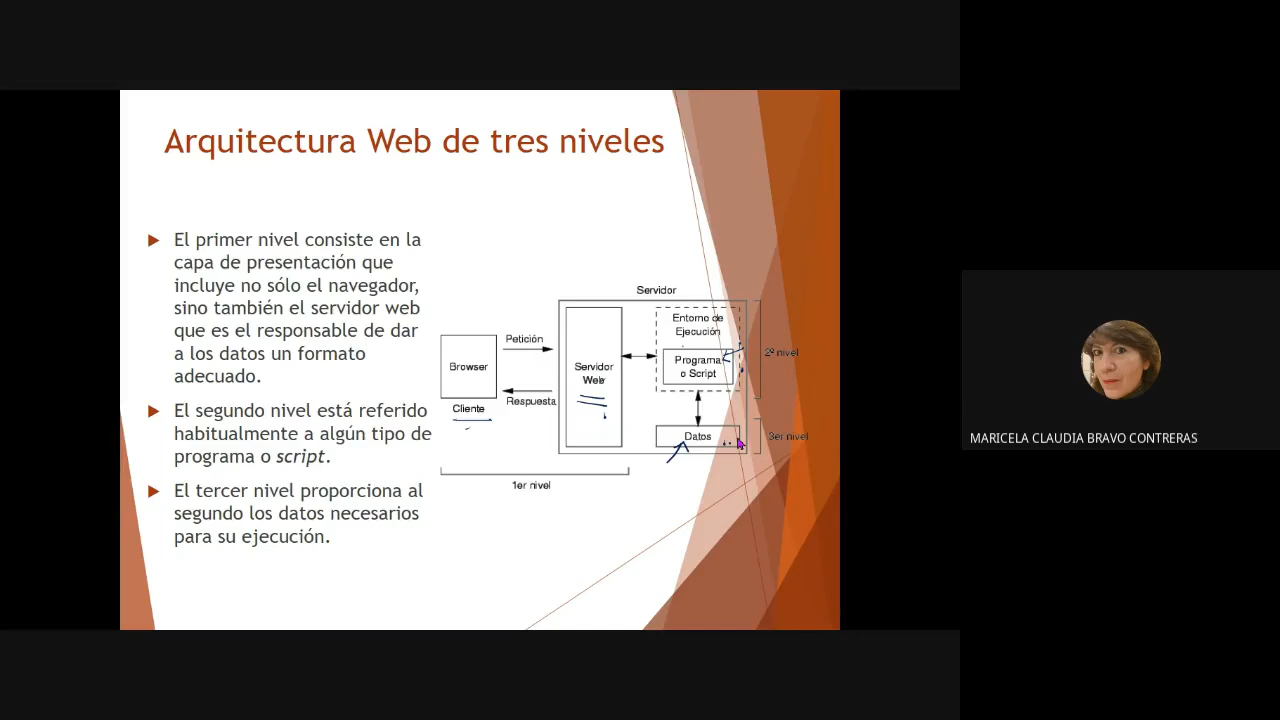 Arquitectura Web de tres niveles
El primer nivel consiste en la
capa de presentación que
incluye no sólo el navegador,
sino también el servidor web
que es el responsable de dar
a los datos un formato
adecuado.
El segundo nivel está referido
habitualmente a algún tipo de
programa o script.
El tercer nivel proporciona al
segundo los datos necesarios
para su ejecución.
Servidor
Entorno de
Ejecución
Petición
Programa
o Script
2º nivel
Browser
Servidor
Web
Respuesta
Cliente
Datos
3er nivel
1er nivel
MARICELA CLAUDIA BRAVO CONTRERAS